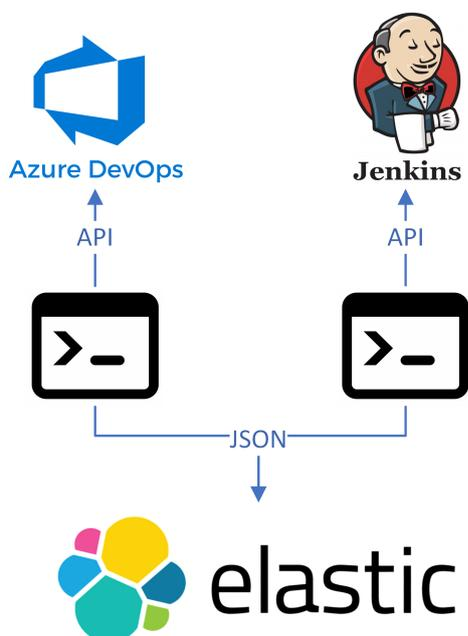 Azure DevOps
Jenkins
API
API
>_
>_
JSON
elastic